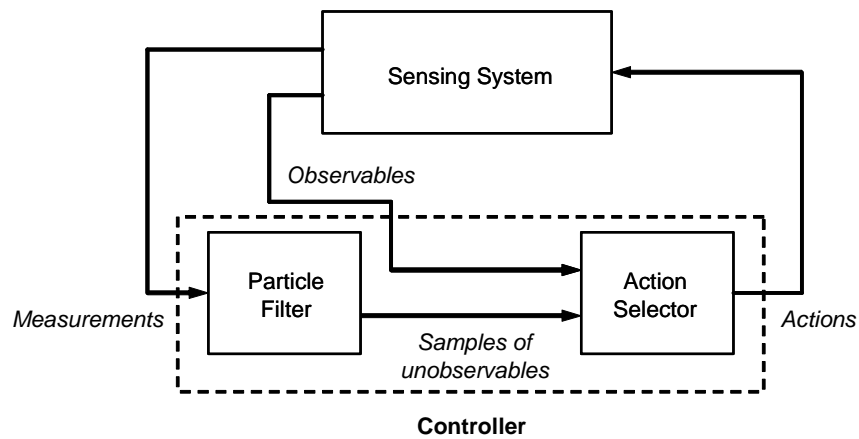 Sensing System
Observables
Particle
Filter
Action
Selector
Measurements
Samples of
unobservables
Actions
Controller